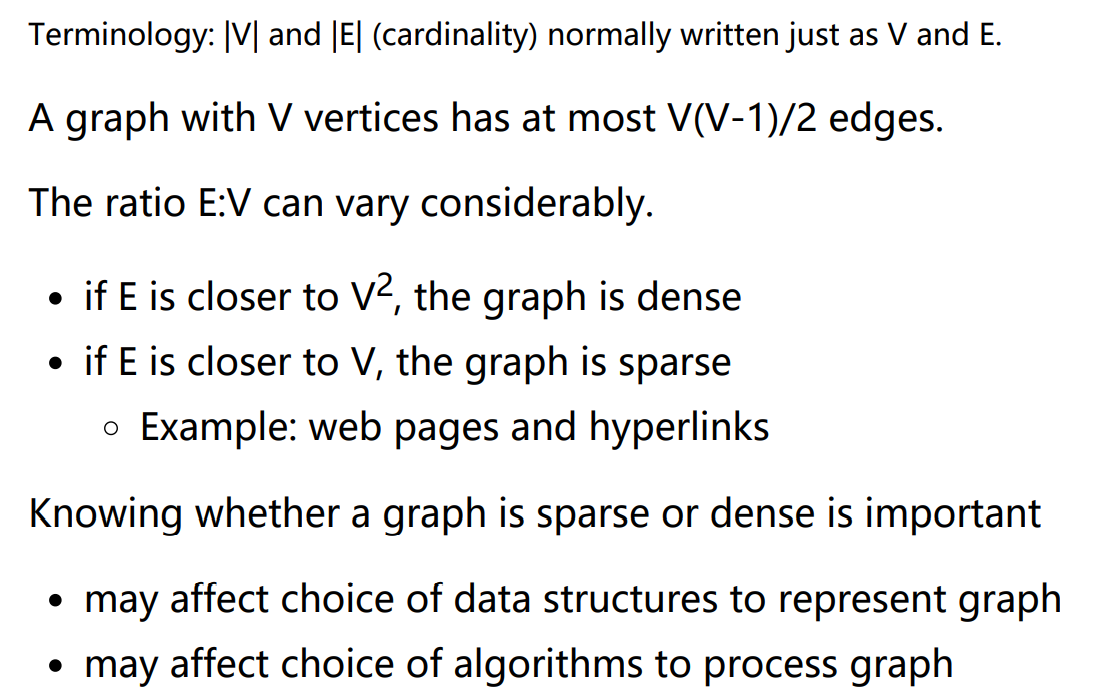 Terminology: |V| and |E| (cardinality) normally written just as V and E.
A graph with V vertices has at most V(V-1)/2 edges.
The ratio E:V can vary considerably.
• if E is closer to V², the graph is dense
• if E is closer to V, the graph is sparse
◦ Example: web pages and hyperlinks
Knowing whether a graph is sparse or dense is important
• may affect choice of data structures to represent graph
• may affect choice of algorithms to process graph